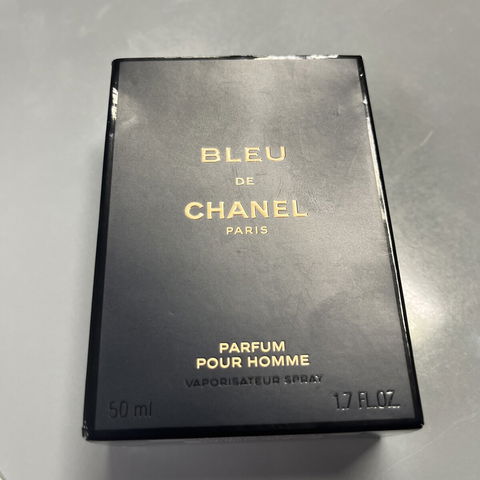 BLEU
DE
CHANEL
PARIS
PARFUM
POUR HOMME
VAPORISATEUR SPRAY
50 ml 1.7 FL.OZ.